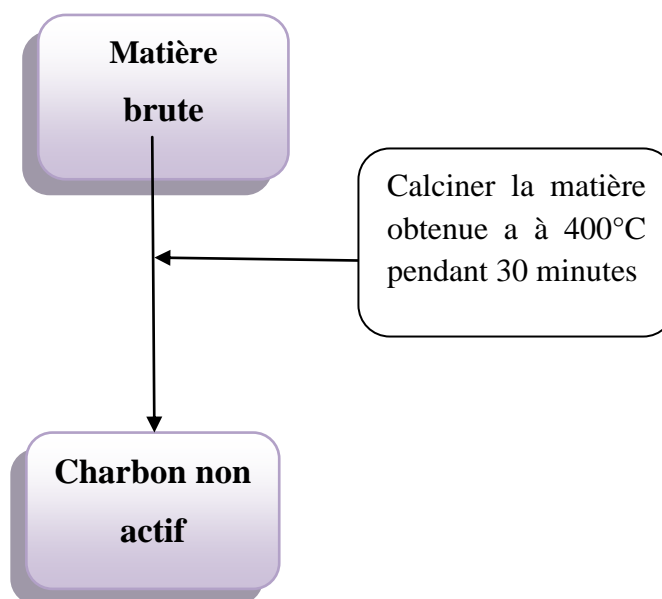 Matière
brute
Calciner la matière
obtenue a à 400°C
pendant 30 minutes
Charbon non
actif